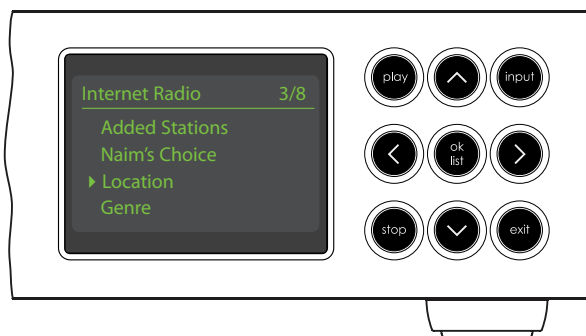 Internet Radio 3/8
Added Stations
Naim's Choice
Location
Genre
play
input
ok
list
stop
exit